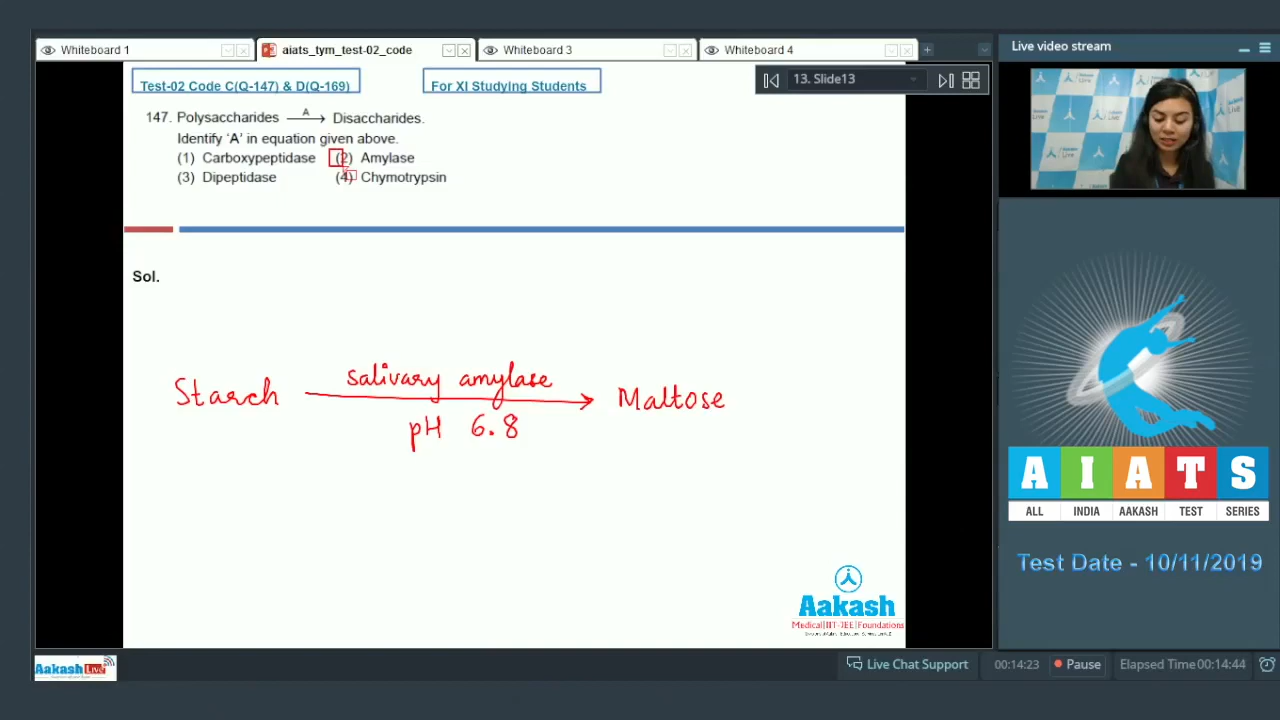 Whiteboard 1
aiats_tym_test-02_code
Whiteboard 3
Whiteboard 4
Live video stream
Test-02 Code C(Q-147) & D(Q-169)
For XI Studying Students
13. Slide13
147. Polysaccharides A Disaccharides.
Identify ‘A’ in equation given above.
(1) Carboxypeptidase (2) Amylase
(3) Dipeptidase (4) Chymotrypsin
Sol.
Starch salivary amylase Maltose
pH 6.8
Aakash
Medical|IIT-JEE|Foundations
A I A T S
ALL INDIA AAKASH TEST SERIES
Test Date - 10/11/2019
Aakash Live
Live Chat Support
00:14:23
Pause
Elapsed Time 00:14:44